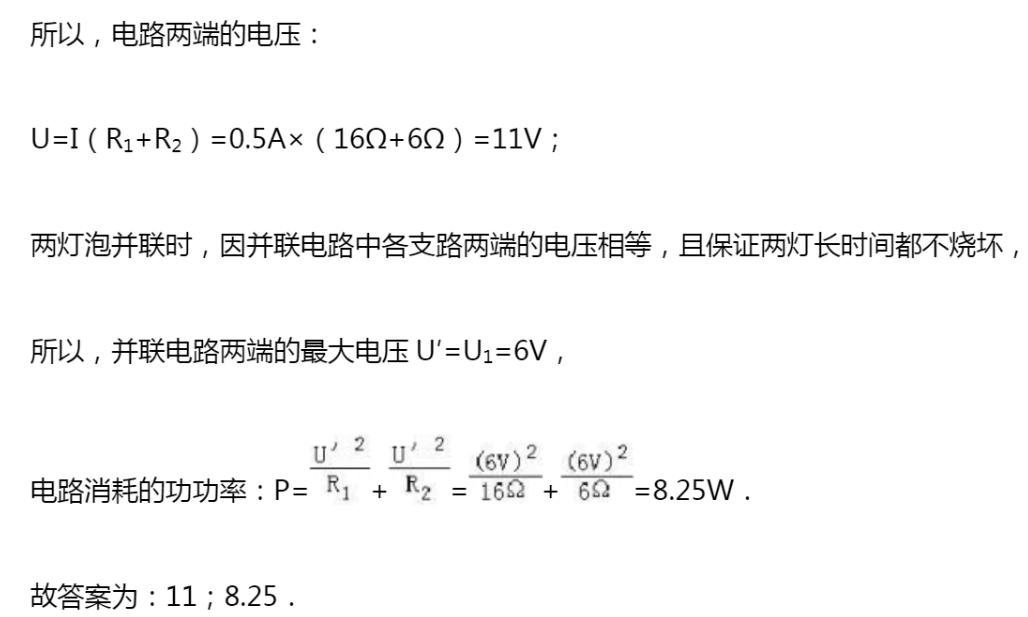 所以，电路两端的电压：
U=I（R₁+R₂）=0.5A×（16Ω+6Ω）=11V；
两灯泡并联时，因并联电路中各支路两端的电压相等，且保证两灯长时间都不烧坏，
所以，并联电路两端的最大电压 U′=U₁=6V，
电路消耗的功功率：P= U′²/R₁ + U′²/R₂ = (6V)²/16Ω + (6V)²/6Ω =8.25W．
故答案为：11；8.25．